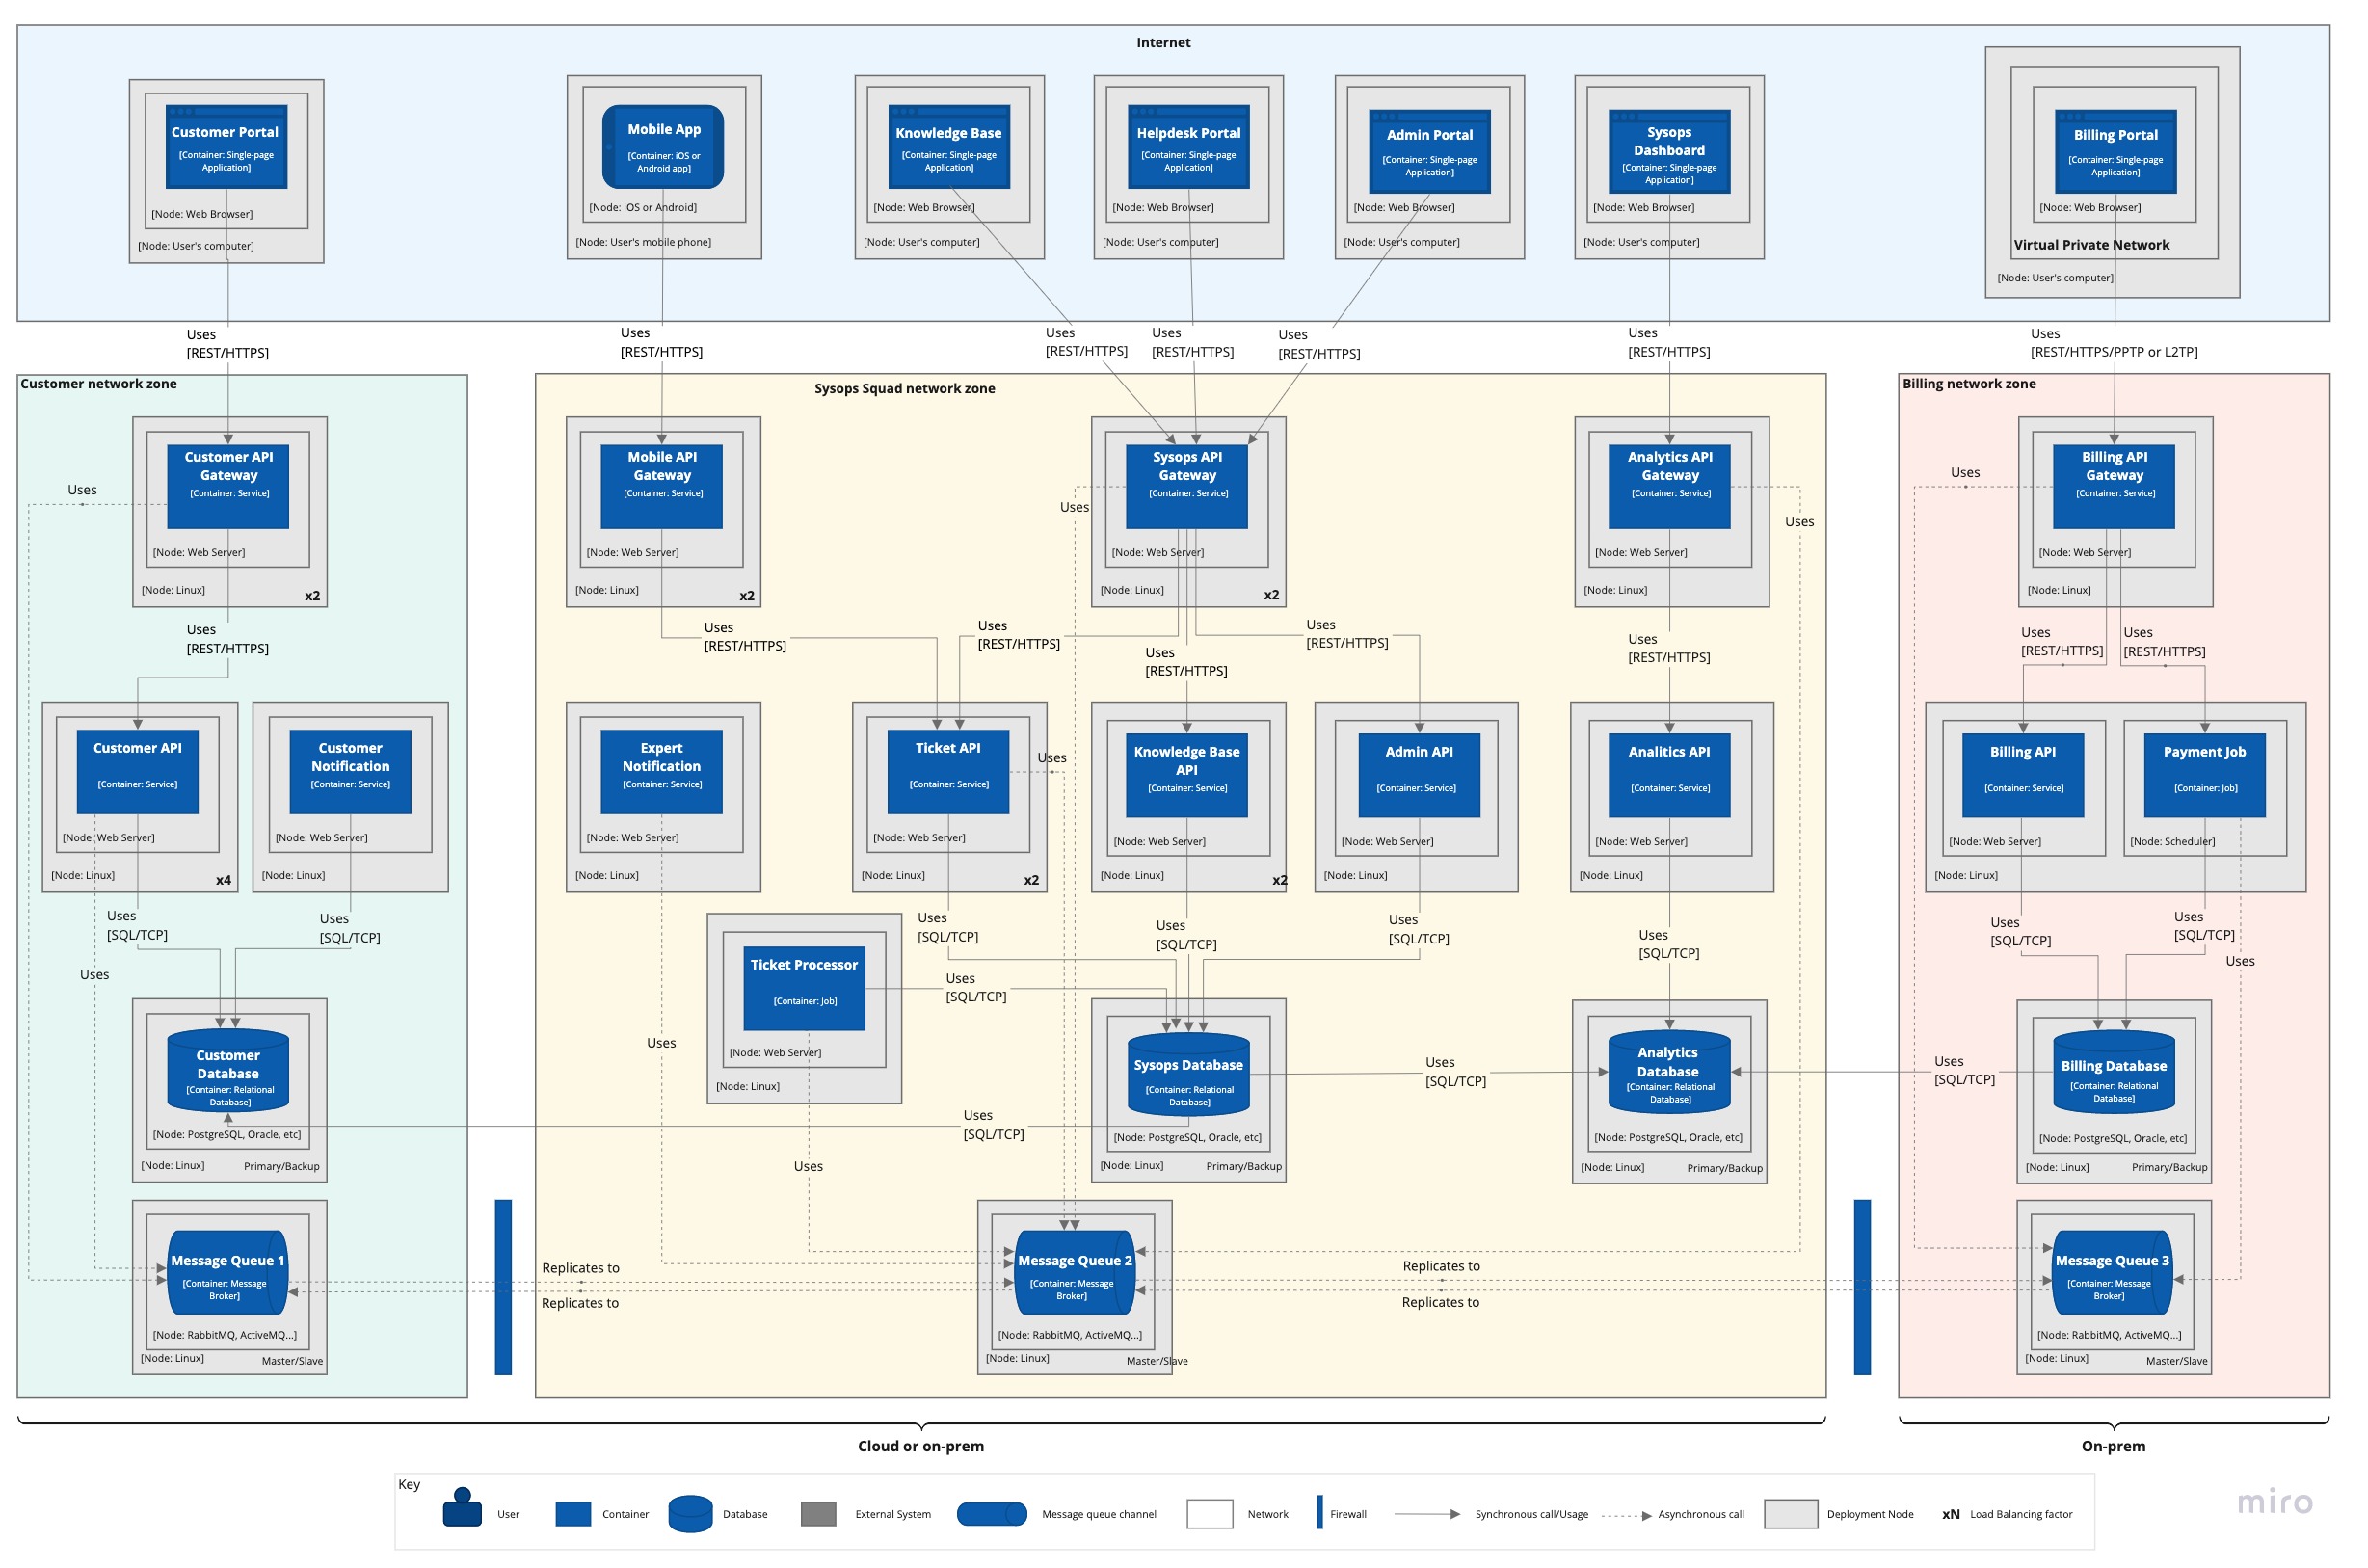 Internet
Customer Portal
[Container: Single-page
Application]
[Node: Web Browser]
[Node: User's computer]
Mobile App
[Container: iOS or
Android app]
[Node: iOS or Android]
[Node: User's mobile phone]
Knowledge Base
[Container: Single-page
Application]
[Node: Web Browser]
[Node: User's computer]
Helpdesk Portal
[Container: Single-page
Application]
[Node: Web Browser]
[Node: User's computer]
Admin Portal
[Container: Single-page
Application]
[Node: Web Browser]
[Node: User's computer]
Sysops
Dashboard
[Container: Single-page
Application]
[Node: Web Browser]
[Node: User's computer]
Billing Portal
[Container: Single-page
Application]
[Node: Web Browser]
Virtual Private Network
[Node: User's computer]
Uses
[REST/HTTPS]
Uses
[REST/HTTPS]
Uses
[REST/HTTPS]
Uses
[REST/HTTPS]
Uses
[REST/HTTPS]
Uses
[REST/HTTPS]
Uses
[REST/HTTPS/PPTP or L2TP]
Customer network zone
Customer API
Gateway
[Container: Service]
[Node: Web Server]
[Node: Linux]
x2
Uses
Uses
[REST/HTTPS]
Customer API
[Container: Service]
[Node: Web Server]
[Node: Linux]
x4
Customer
Notification
[Container: Service]
[Node: Web Server]
[Node: Linux]
Uses
[SQL/TCP]
Uses
[SQL/TCP]
Uses
Customer
Database
[Container: Relational
Database]
[Node: PostgreSQL, Oracle, etc]
[Node: Linux]
Primary/Backup
Message Queue 1
[Container: Message
Broker]
[Node: RabbitMQ, ActiveMQ...]
[Node: Linux]
Master/Slave
Sysops Squad network zone
Mobile API
Gateway
[Container: Service]
[Node: Web Server]
[Node: Linux]
x2
Sysops API
Gateway
[Container: Service]
[Node: Web Server]
[Node: Linux]
x2
Uses
Analytics API
Gateway
[Container: Service]
[Node: Web Server]
[Node: Linux]
Uses
Uses
[REST/HTTPS]
Uses
[REST/HTTPS]
Uses
[REST/HTTPS]
Uses
[REST/HTTPS]
Uses
[REST/HTTPS]
Expert
Notification
[Container: Service]
[Node: Web Server]
[Node: Linux]
Ticket API
[Container: Service]
[Node: Web Server]
[Node: Linux]
x2
Uses
Knowledge Base
API
[Container: Service]
[Node: Web Server]
[Node: Linux]
x2
Admin API
[Container: Service]
[Node: Web Server]
[Node: Linux]
Analitics API
[Container: Service]
[Node: Web Server]
[Node: Linux]
Ticket Processor
[Container: Job]
[Node: Web Server]
[Node: Linux]
Uses
[SQL/TCP]
Uses
[SQL/TCP]
Uses
[SQL/TCP]
Uses
[SQL/TCP]
Uses
[SQL/TCP]
Uses
Uses
Sysops Database
[Container: Relational
Database]
[Node: PostgreSQL, Oracle, etc]
[Node: Linux]
Primary/Backup
Uses
[SQL/TCP]
Uses
[SQL/TCP]
Analytics
Database
[Container: Relational
Database]
[Node: PostgreSQL, Oracle, etc]
[Node: Linux]
Primary/Backup
Replicates to
Replicates to
Message Queue 2
[Container: Message
Broker]
[Node: RabbitMQ, ActiveMQ...]
[Node: Linux]
Master/Slave
Replicates to
Replicates to
Billing network zone
Uses
Billing API
Gateway
[Container: Service]
[Node: Web Server]
[Node: Linux]
Uses
[REST/HTTPS]
Uses
[REST/HTTPS]
Billing API
[Container: Service]
[Node: Web Server]
Payment Job
[Container: Job]
[Node: Scheduler]
[Node: Linux]
Uses
[SQL/TCP]
Uses
[SQL/TCP]
Uses
Uses
[SQL/TCP]
Billing Database
[Container: Relational
Database]
[Node: PostgreSQL, Oracle, etc]
[Node: Linux]
Primary/Backup
Message Queue 3
[Container: Message
Broker]
[Node: RabbitMQ, ActiveMQ...]
[Node: Linux]
Master/Slave
Cloud or on-prem
On-prem
Key
User
Container
Database
External System
Message queue channel
Network
Firewall
Synchronous call/Usage
Asynchronous call
Deployment Node
xN
Load Balancing factor
miro